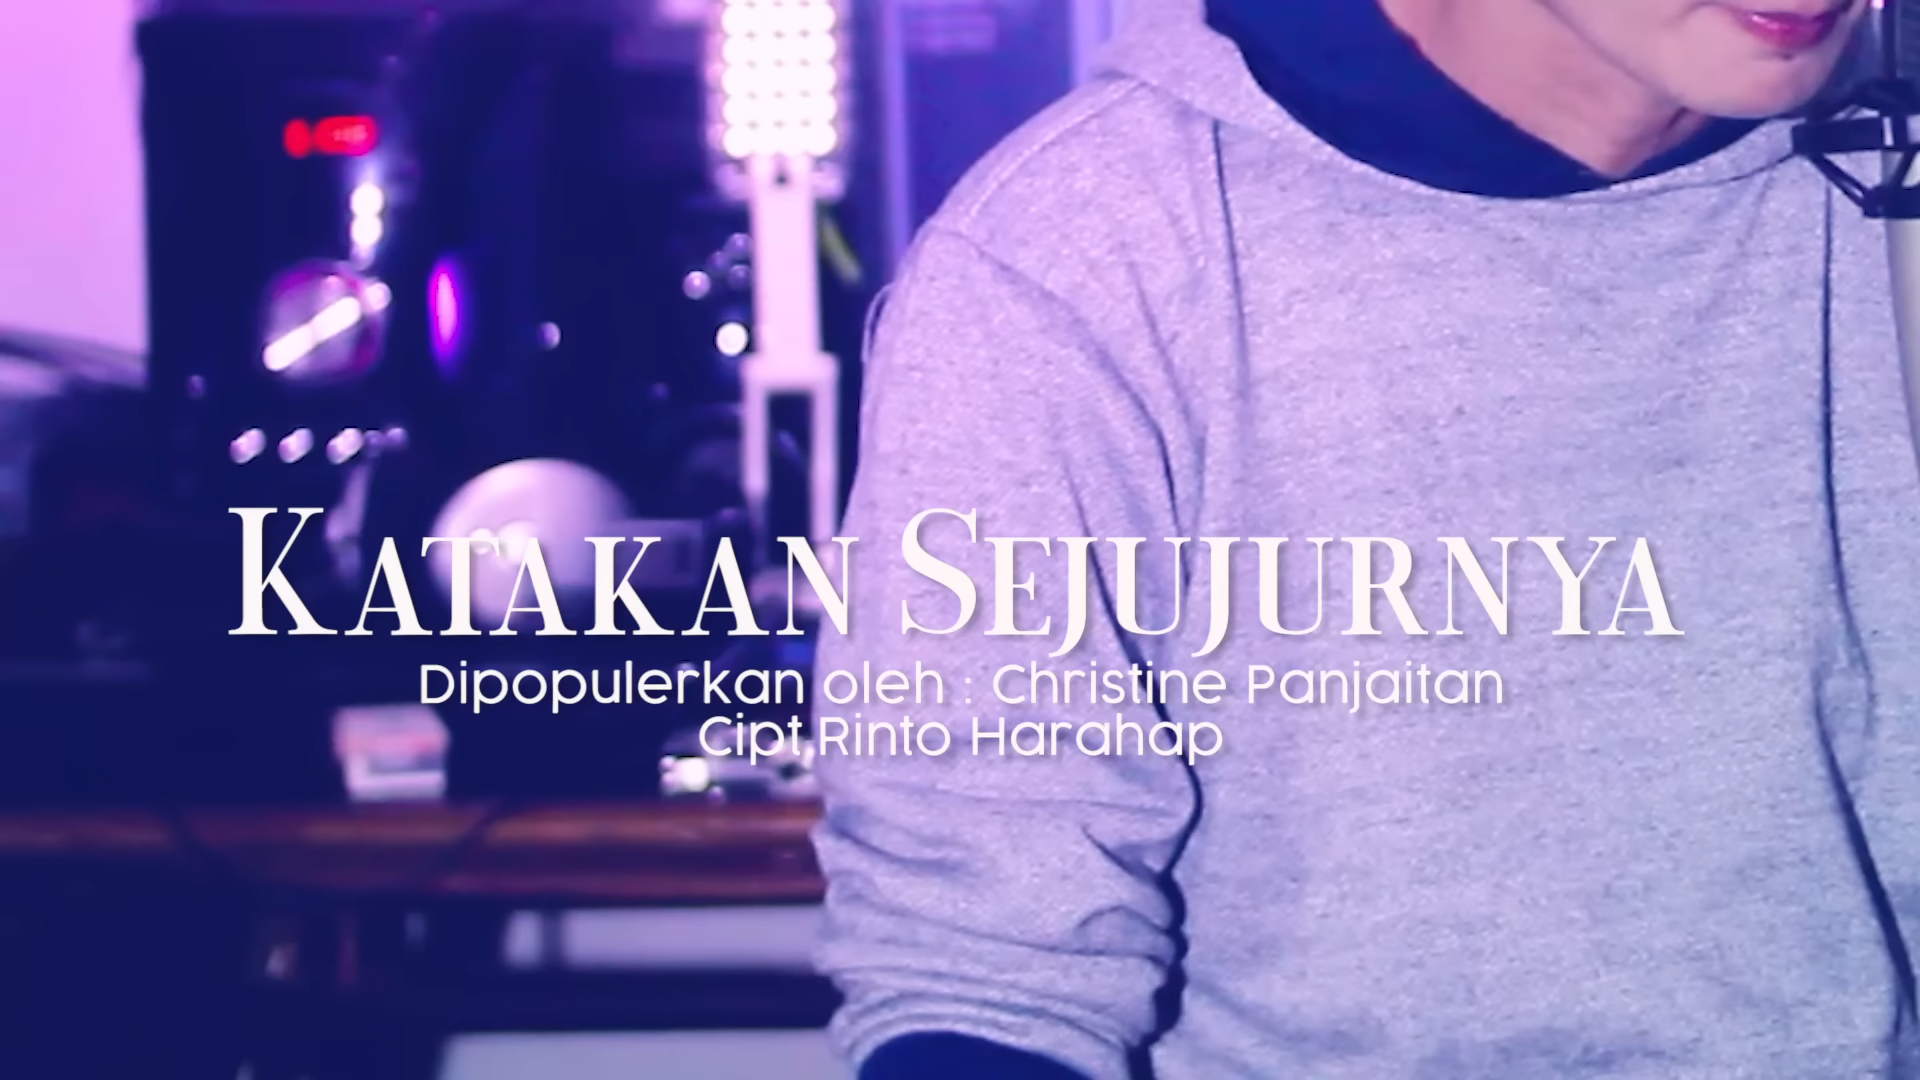 Katakan Sejujurnya
Dipopulerkan oleh : Christine Panjaitan
Cipt.Rinto Harahap